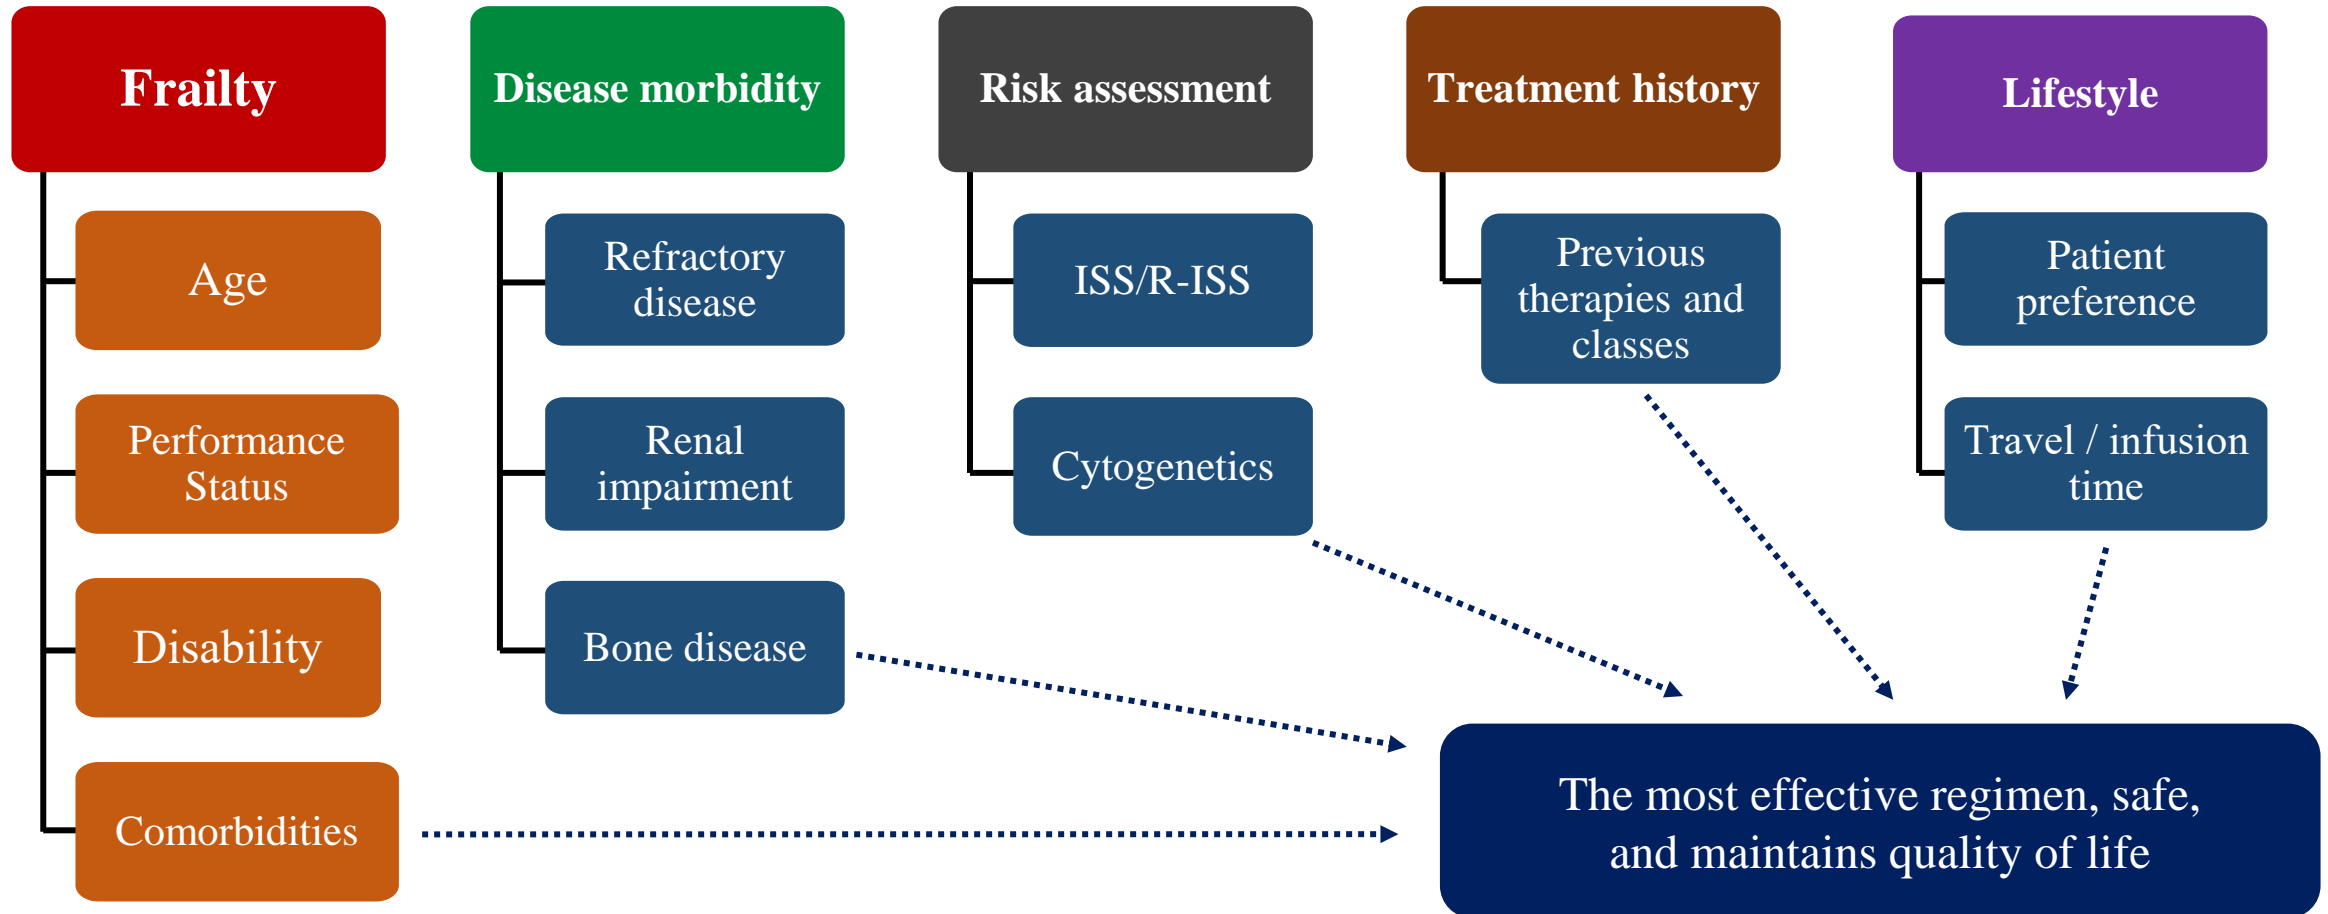 Frailty
Age
Performance
Status
Disability
Comorbidities
Disease morbidity
Refractory
disease
Renal
impairment
Bone disease
Risk assessment
ISS/R-ISS
Cytogenetics
Treatment history
Previous
therapies and
classes
Lifestyle
Patient
preference
Travel / infusion
time
The most effective regimen, safe,
and maintains quality of life